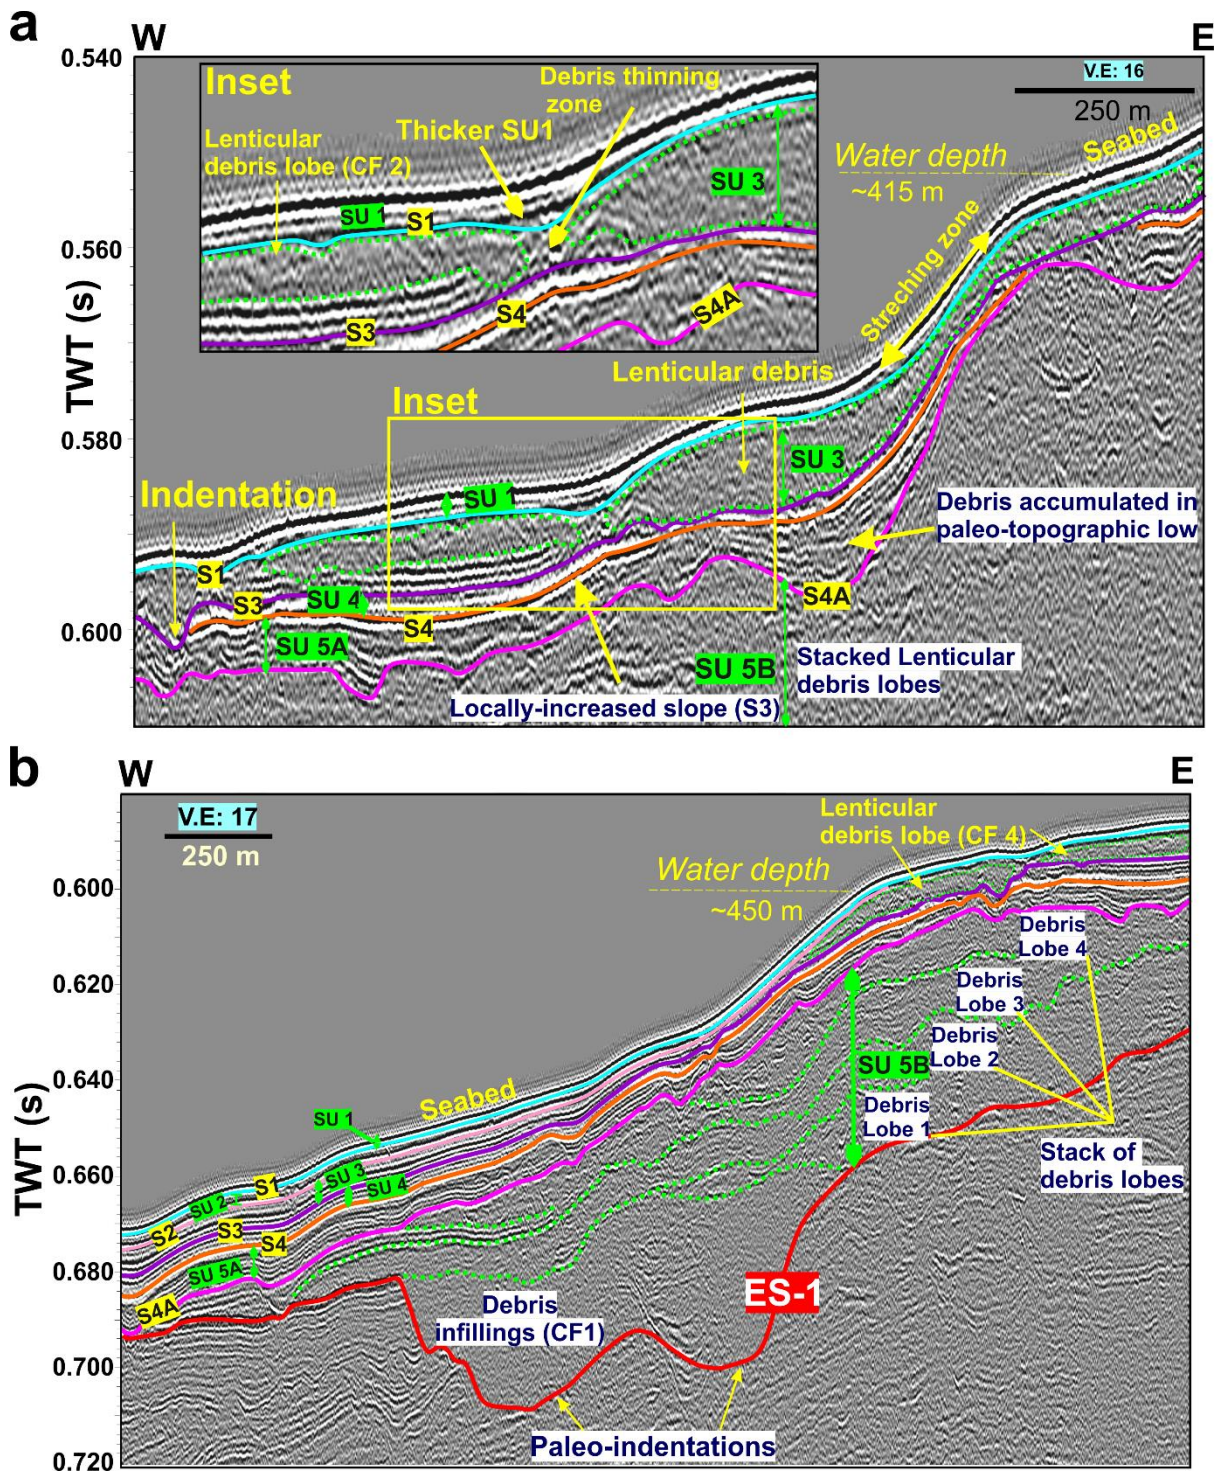 a
W
E
0.540
0.560
0.580
0.600
TWT (s)
Inset
Debris thinning
zone
Lenticular
debris lobe (CF 2)
Thicker SU1
SU 1
S1
SU 3
S3
S4
S4A
V.E: 16
250 m
Water depth
~415 m
Seabed
Streching zone
Lenticular debris
Inset
SU 3
Indentation
SU 1
Debris accumulated in
paleo-topographic low
S1
S3
SU 4
S4
S4A
SU 5A
SU 5B
Stacked Lenticular
debris lobes
Locally-increased slope (S3)
b
W
E
V.E: 17
250 m
0.600
0.620
0.640
0.660
0.680
0.700
0.720
TWT (s)
Lenticular
debris lobe (CF 4)
Water depth
~450 m
Debris
Lobe 4
Debris
Lobe 3
Debris
Lobe 2
SU 5B
Debris
Lobe 1
Stack of
debris lobes
Seabed
SU 1
SU 3
SU 4
S1
SU 2
S2
S3
S4
SU 5A
S4A
ES-1
Debris
infillings (CF1)
Paleo-indentations